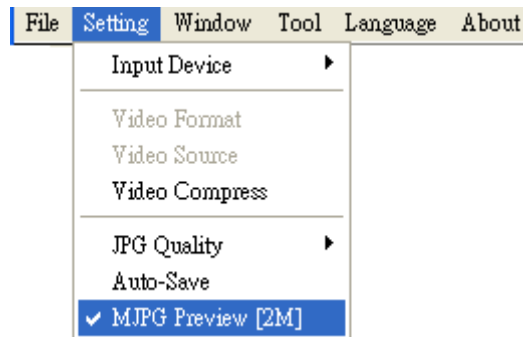 File Setting Window Tool Language About
Input Device
Video Format
Video Source
Video Compress
JPG Quality
Auto-Save
MJPG Preview [2M]